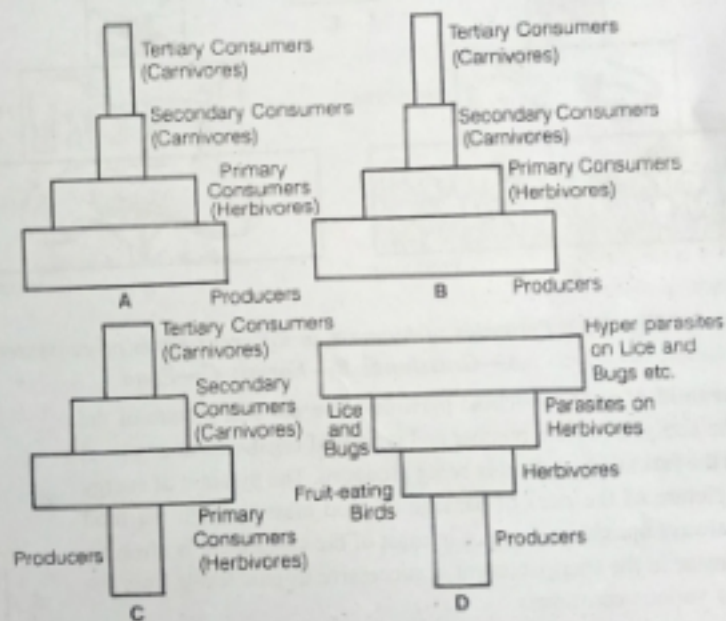 Tertiary Consumers
(Carnivores)
Secondary Consumers
(Carnivores)
Primary
Consumers
(Herbivores)
Producers
A
Tertiary Consumers
(Carnivores)
Secondary Consumers
(Carnivores)
Primary Consumers
(Herbivores)
Producers
B
Tertiary Consumers
(Carnivores)
Secondary
Consumers
(Carnivores)
Primary
Consumers
(Herbivores)
Producers
C
Hyper parasites
on Lice and
Bugs etc.
Lice
and
Bugs
Parasites on
Herbivores
Fruit-eating
Birds
Herbivores
Producers
D